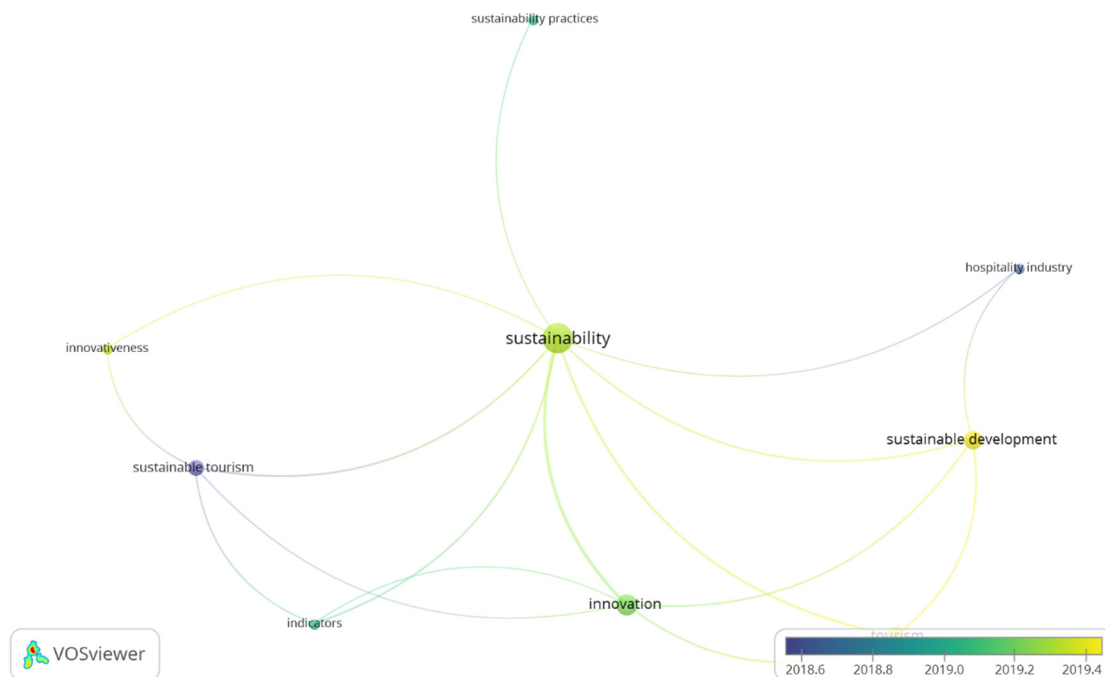 sustainability practices
hospitality industry
sustainability
innovativeness
sustainable development
sustainable tourism
innovation
indicators
tourism
VOSviewer
2018.6 2018.8 2019.0 2019.2 2019.4